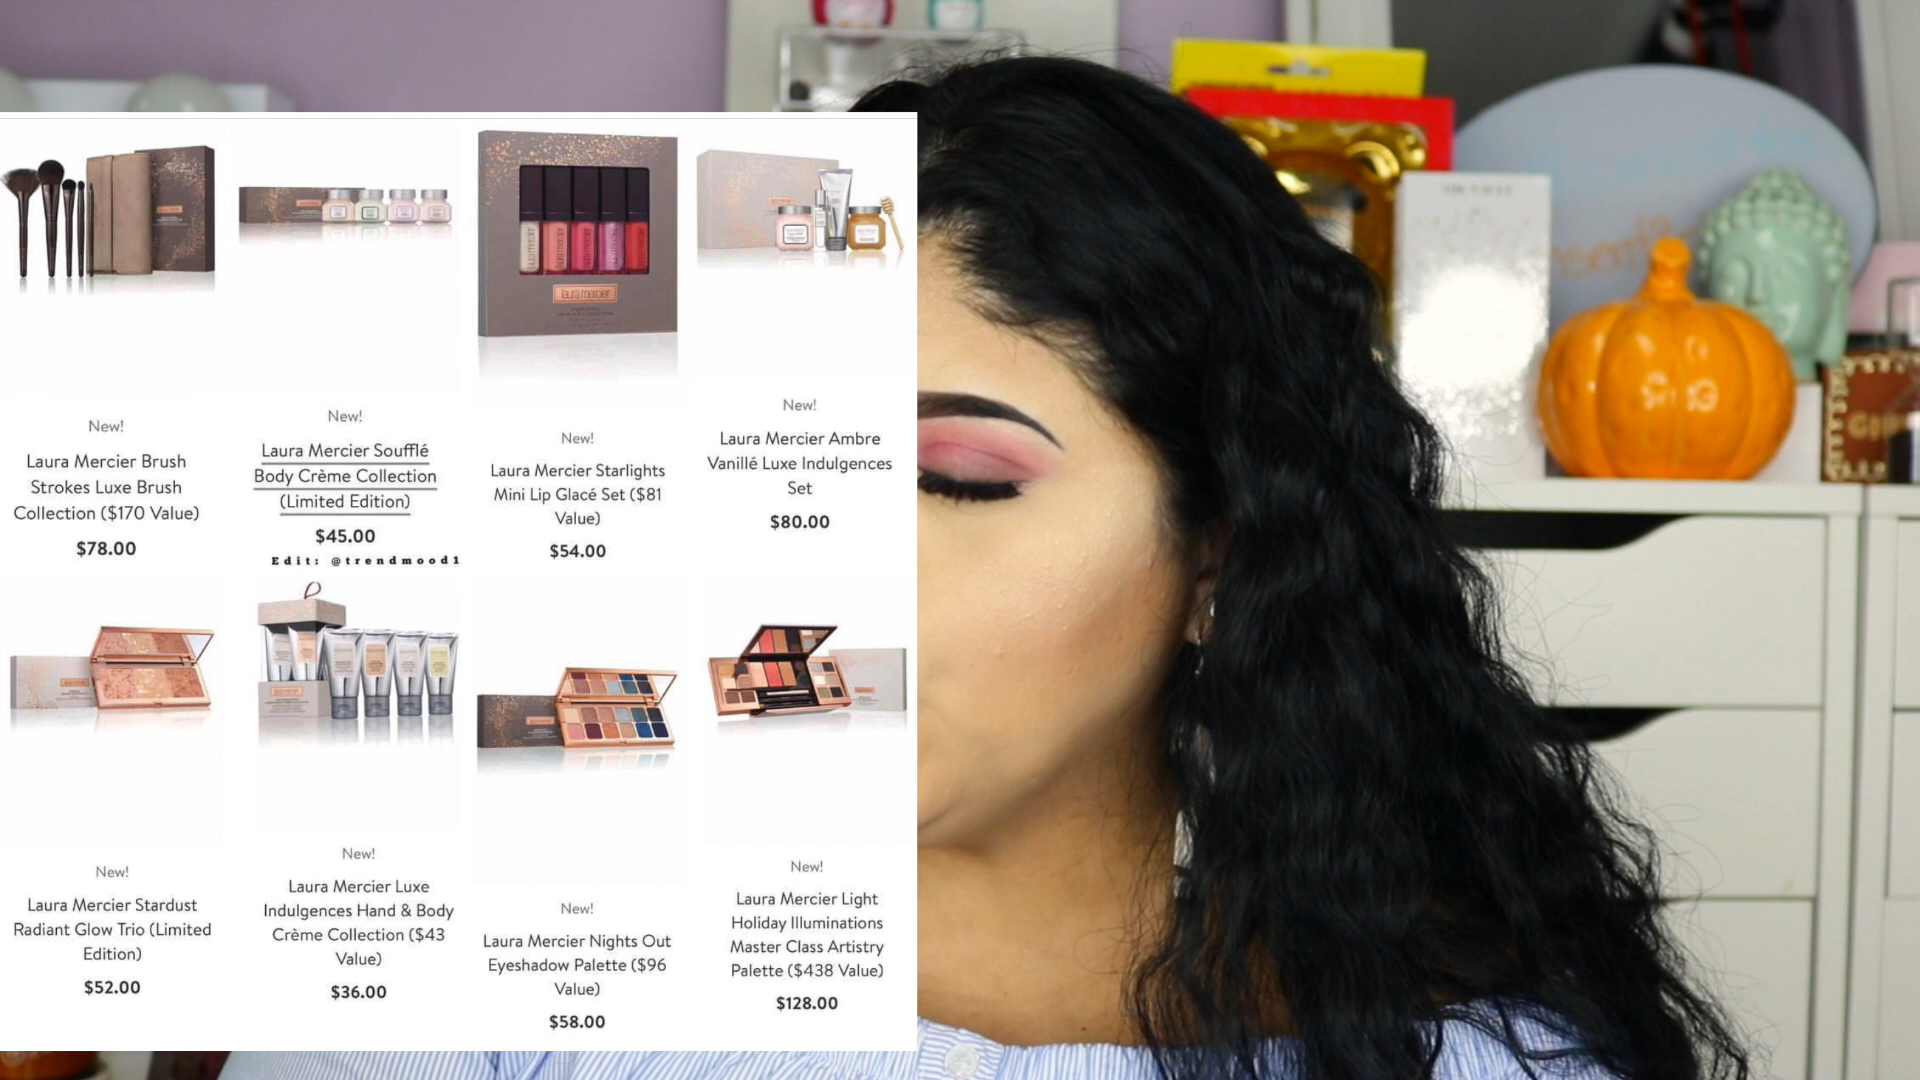 New!
Laura Mercier Brush
Strokes Luxe Brush
Collection ($170 Value)
$78.00
New!
Laura Mercier Soufflé
Body Crème Collection
(Limited Edition)
$45.00
Edit: @trendmood1
laura mercier
New!
Laura Mercier Starlights
Mini Lip Glacé Set ($81
Value)
$54.00
New!
Laura Mercier Ambre
Vanillé Luxe Indulgences
Set
$80.00
New!
Laura Mercier Stardust
Radiant Glow Trio (Limited
Edition)
$52.00
New!
Laura Mercier Luxe
Indulgences Hand & Body
Crème Collection ($43
Value)
$36.00
New!
Laura Mercier Nights Out
Eyeshadow Palette ($96
Value)
$58.00
New!
Laura Mercier Light
Holiday Illuminations
Master Class Artistry
Palette ($438 Value)
$128.00